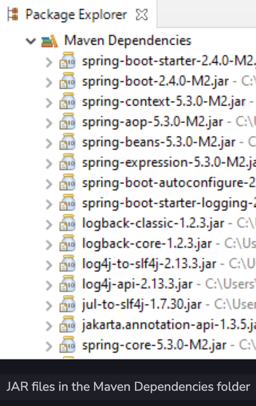 Package Explorer
Maven Dependencies
spring-boot-starter-2.4.0-M2.
spring-boot-2.4.0-M2.jar - C:
spring-context-5.3.0-M2.jar -
spring-aop-5.3.0-M2.jar - C:\
spring-beans-5.3.0-M2.jar - C
spring-expression-5.3.0-M2.ja
spring-boot-autoconfigure-2
spring-boot-starter-logging-2
logback-classic-1.2.3.jar - C:\
logback-core-1.2.3.jar - C:\Us
log4j-to-slf4j-2.13.3.jar - C:\U
log4j-api-2.13.3.jar - C:\Users
jul-to-slf4j-1.7.30.jar - C:\User
jakarta.annotation-api-1.3.5.ja
spring-core-5.3.0-M2.jar - C:\
JAR files in the Maven Dependencies folder